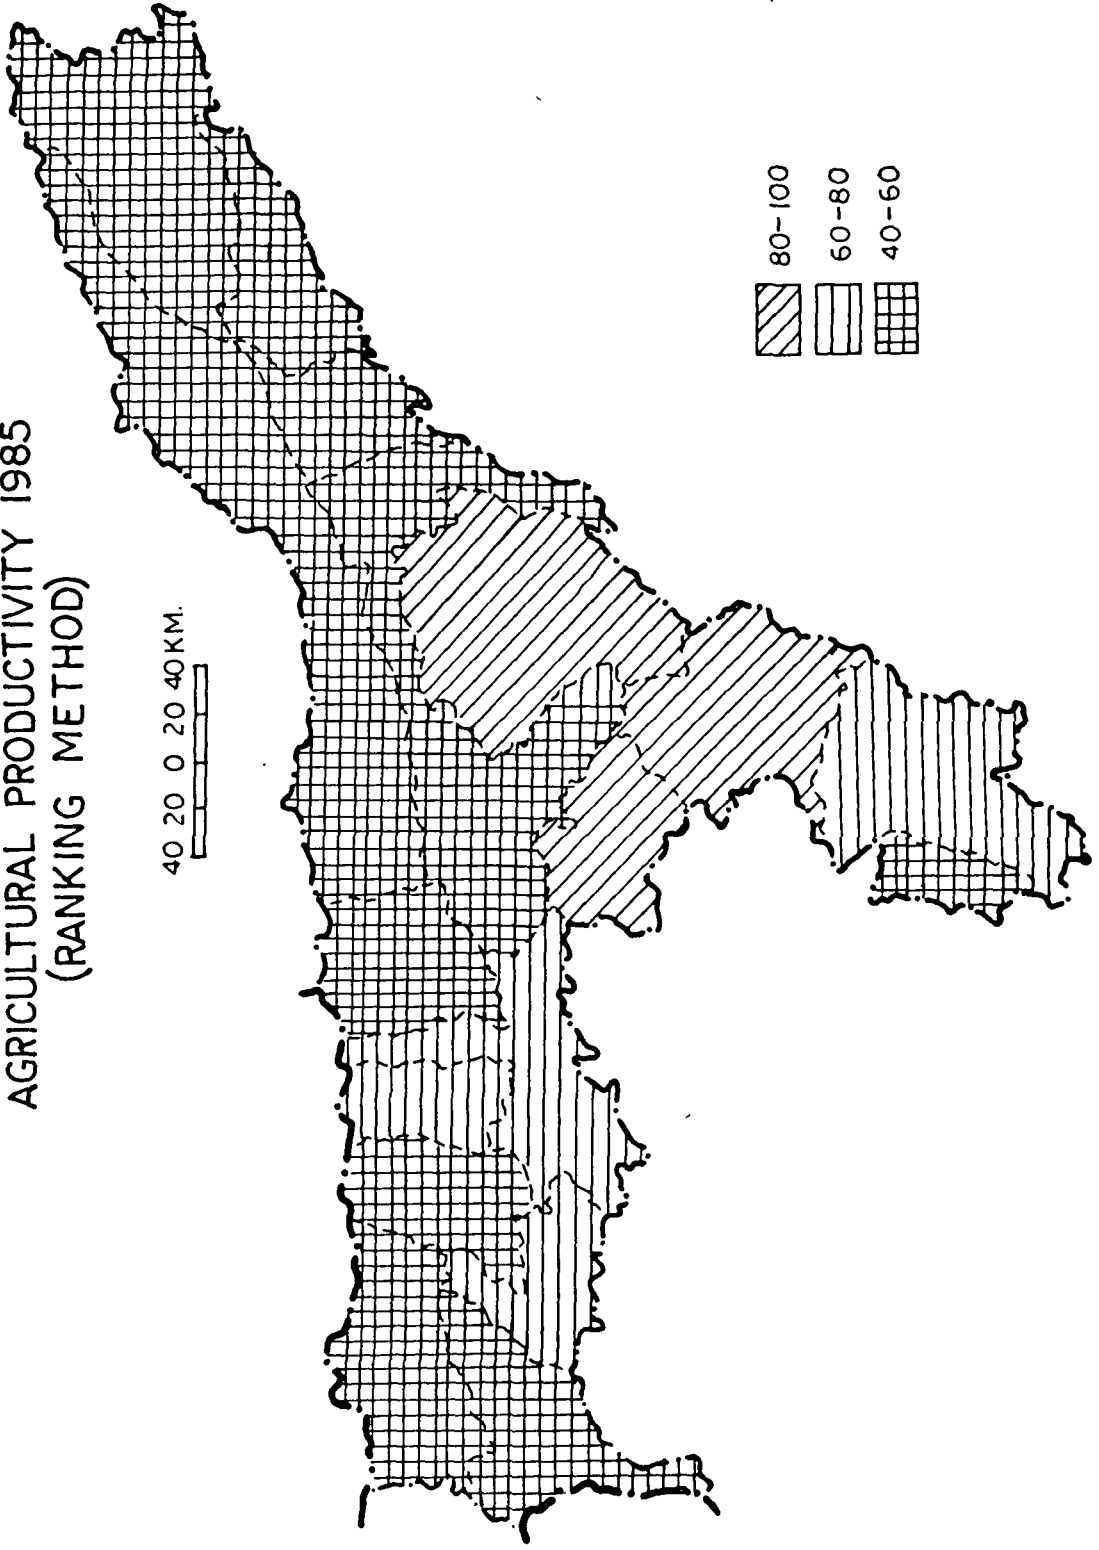 AGRICULTURAL PRODUCTIVITY 1985
(RANKING METHOD)
40 20 0 20 40KM.
80-100
60-80
40-60